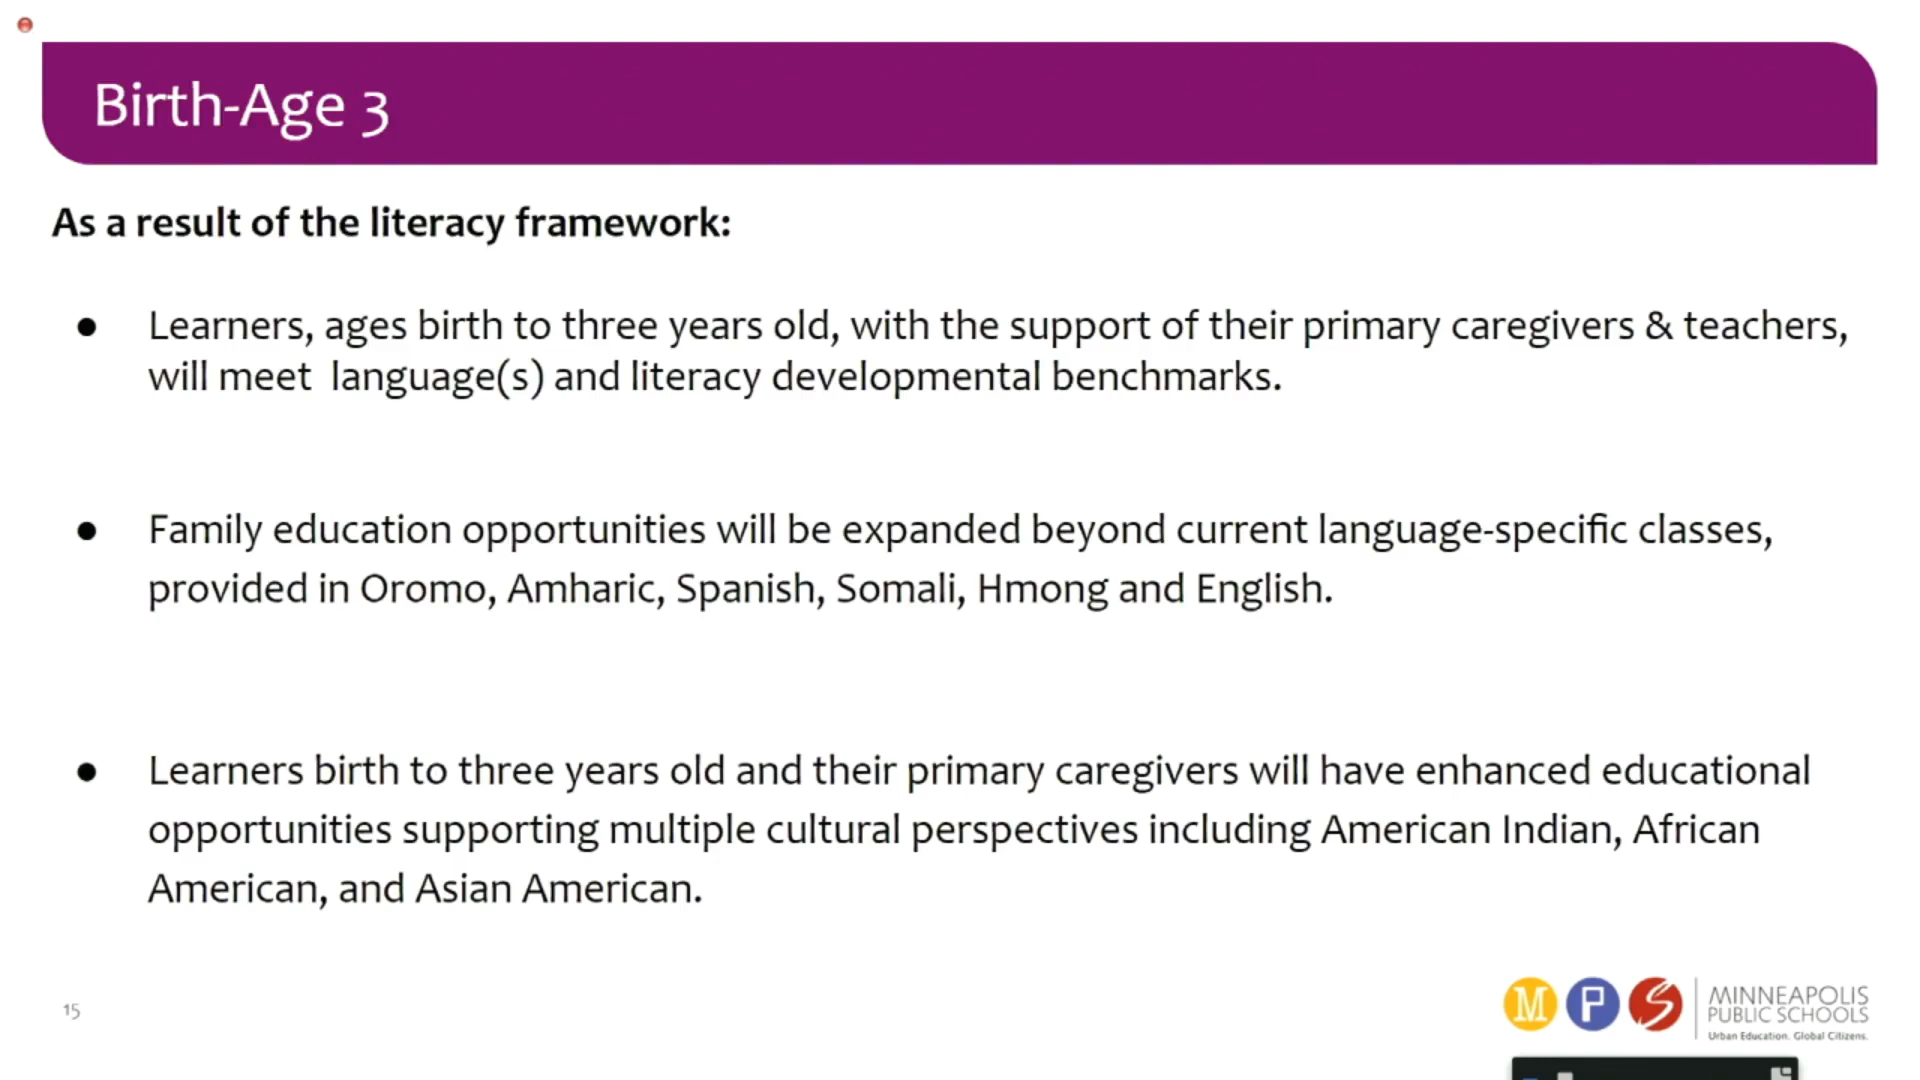 Birth-Age 3
As a result of the literacy framework:
● Learners, ages birth to three years old, with the support of their primary caregivers & teachers,
will meet  language(s) and literacy developmental benchmarks.
● Family education opportunities will be expanded beyond current language-specific classes,
provided in Oromo, Amharic, Spanish, Somali, Hmong and English.
● Learners birth to three years old and their primary caregivers will have enhanced educational
opportunities supporting multiple cultural perspectives including American Indian, African
American, and Asian American.
15
M P S
MINNEAPOLIS
PUBLIC SCHOOLS
Urban Education. Global Citizens.